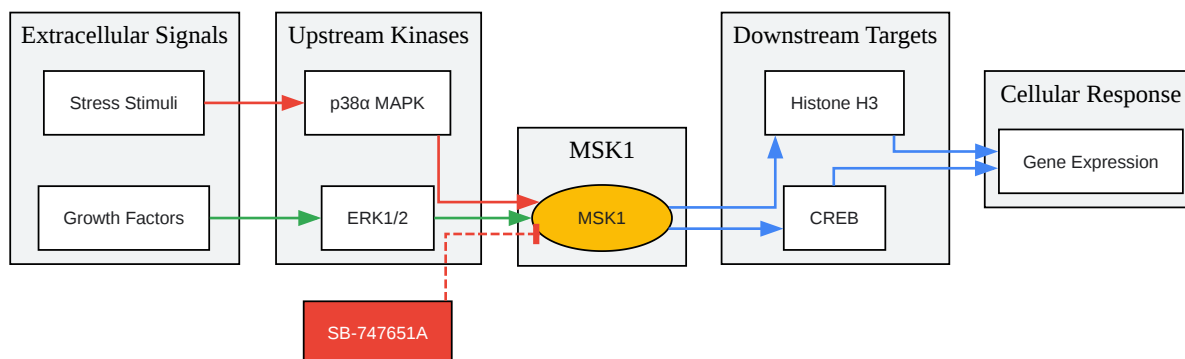 Extracellular Signals
Stress Stimuli
Growth Factors
Upstream Kinases
p38α MAPK
ERK1/2
SB-747651A
MSK1
MSK1
Downstream Targets
Histone H3
CREB
Cellular Response
Gene Expression